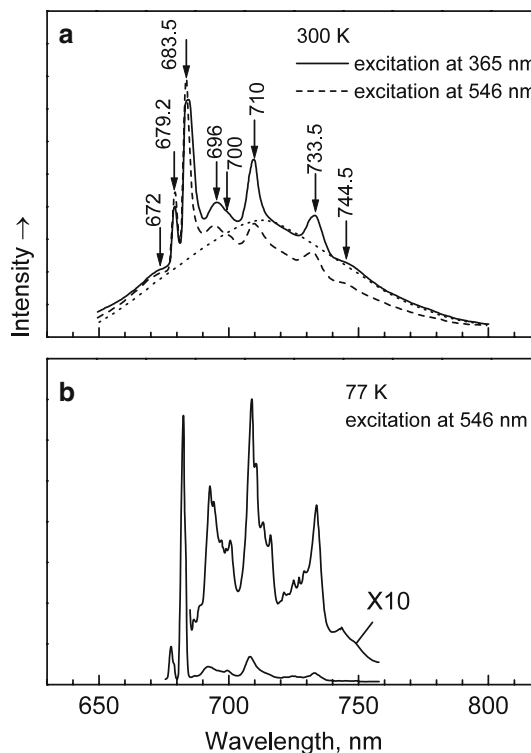 a
300 K
excitation at 365 nm
excitation at 546 nm
672
679.2
683.5
696
700
710
733.5
744.5
Intensity →
b
77 K
excitation at 546 nm
X10
650
700
750
800
Wavelength, nm